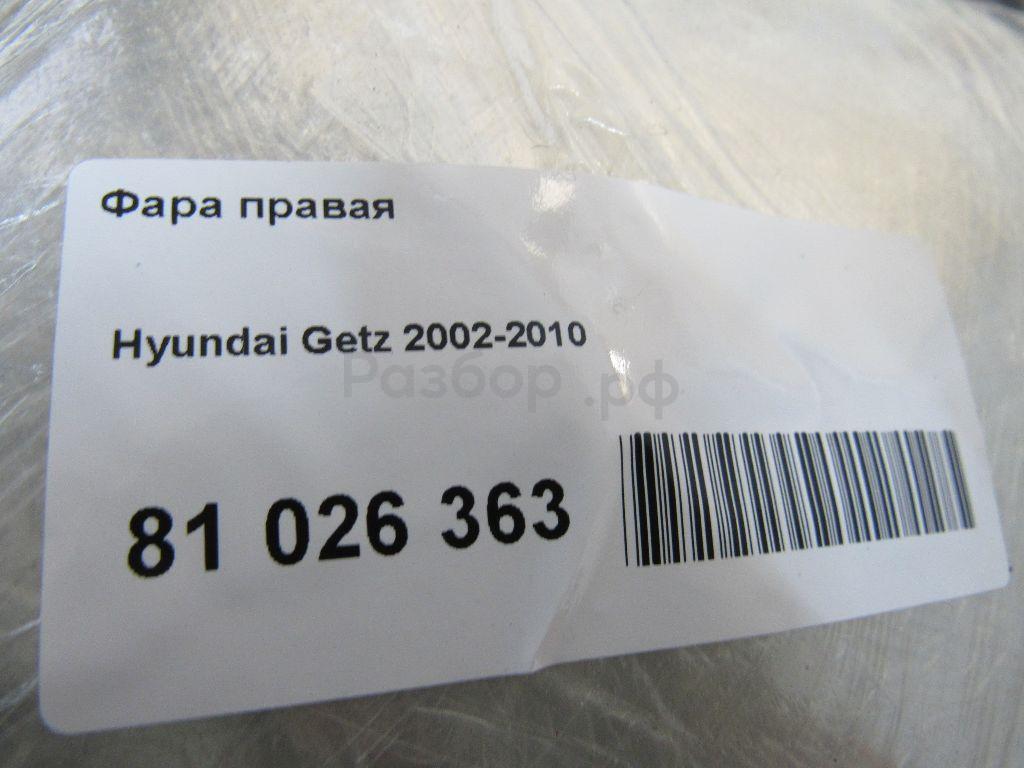 Фара правая
Hyundai Getz 2002-2010
Разбор.рф
81 026 363